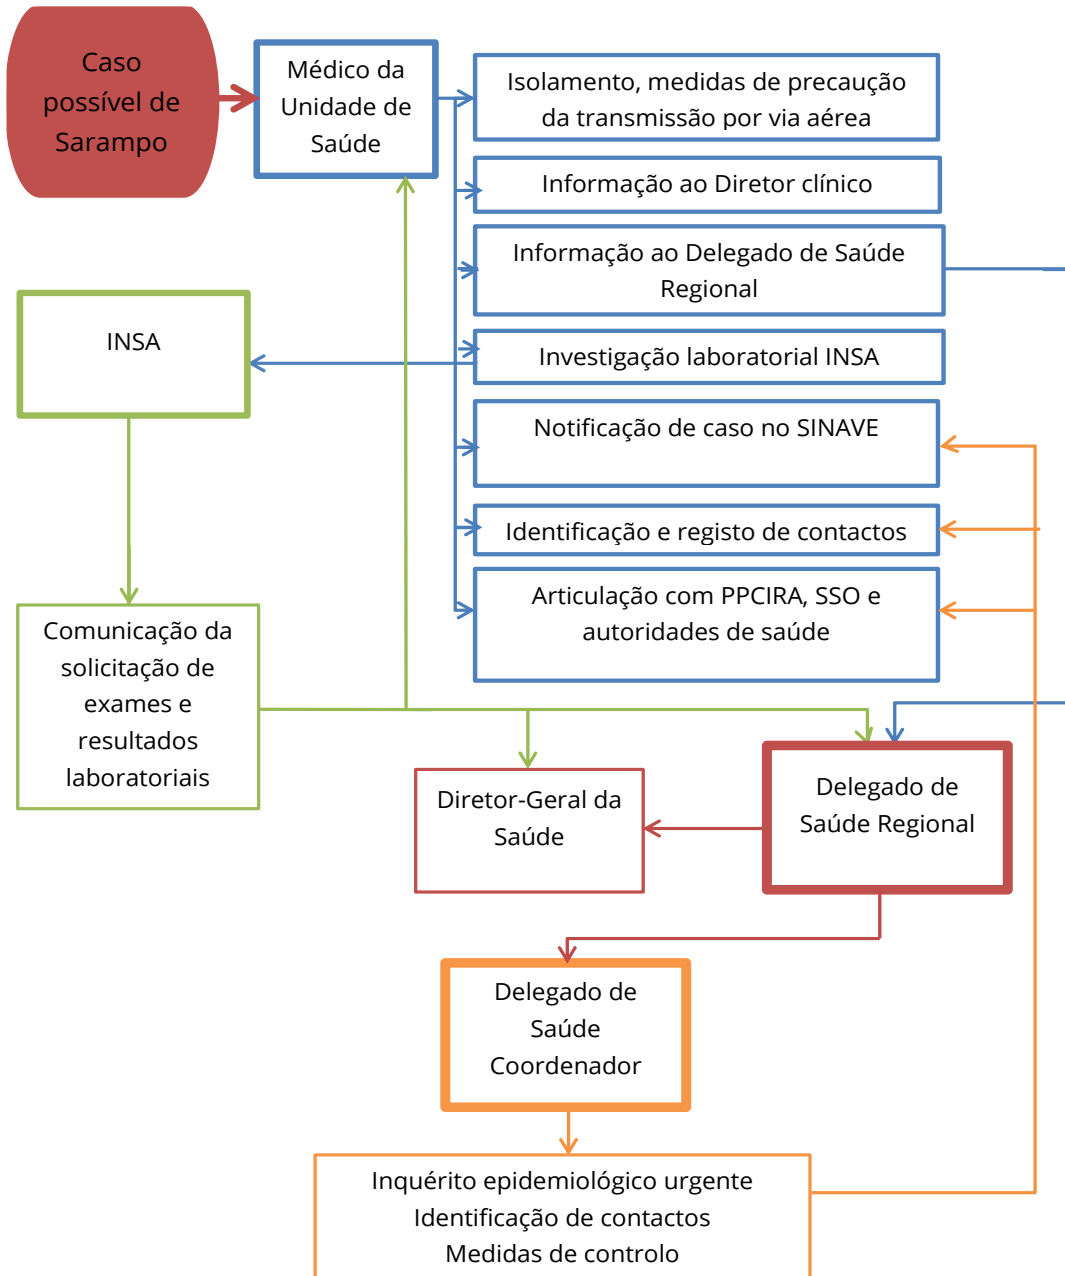 Caso
possível de
Sarampo
Médico da
Unidade de
Saúde
Isolamento, medidas de precaução
da transmissão por via aérea
Informação ao Diretor clínico
Informação ao Delegado de Saúde
Regional
INSA
Investigação laboratorial INSA
Notificação de caso no SINAVE
Identificação e registo de contactos
Articulação com PPCIRA, SSO e
autoridades de saúde
Comunicação da
solicitação de
exames e
resultados
laboratoriais
Diretor-Geral da
Saúde
Delegado de
Saúde Regional
Delegado de
Saúde
Coordenador
Inquérito epidemiológico urgente
Identificação de contactos
Medidas de controlo